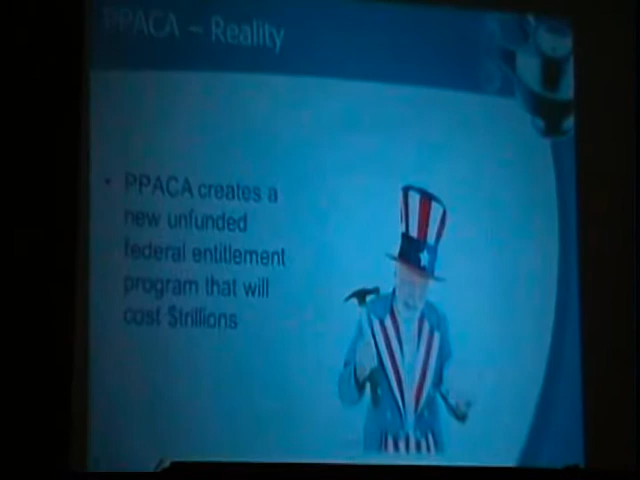 PPACA – Reality
• PPACA creates a
new unfunded
federal entitlement
program that will
cost $trillions